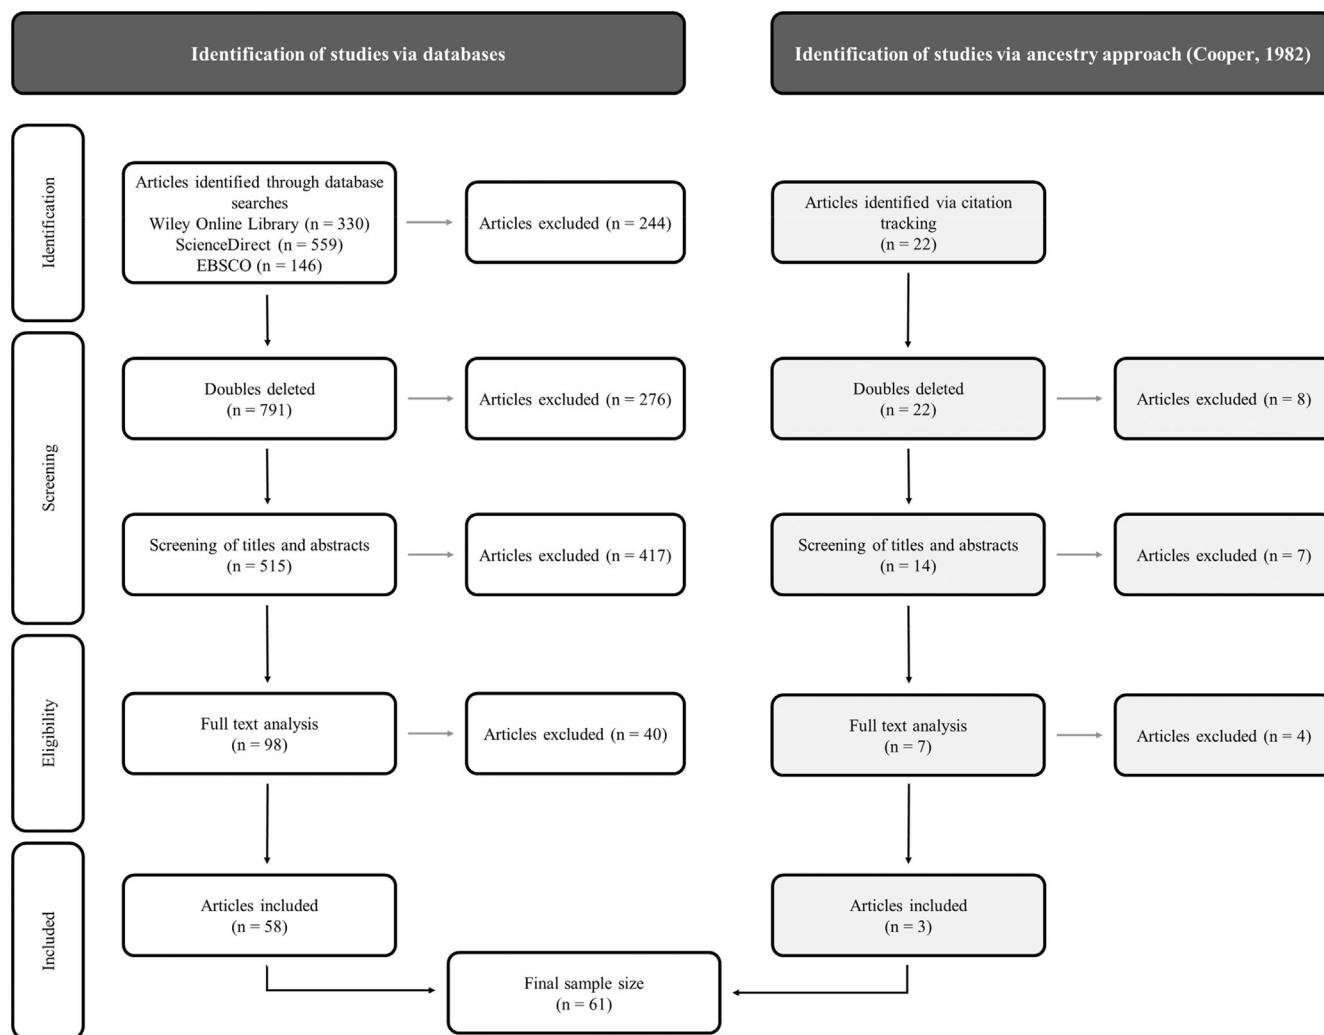 Identification of studies via databases
Identification of studies via ancestry approach (Cooper, 1982)
Identification
Articles identified through database
searches
Wiley Online Library (n = 330)
ScienceDirect (n = 559)
EBSCO (n = 146)
Articles excluded (n = 244)
Articles identified via citation
tracking
(n = 22)
Screening
Doubles deleted
(n = 791)
Articles excluded (n = 276)
Doubles deleted
(n = 22)
Articles excluded (n = 8)
Screening of titles and abstracts
(n = 515)
Articles excluded (n = 417)
Screening of titles and abstracts
(n = 14)
Articles excluded (n = 7)
Eligibility
Full text analysis
(n = 98)
Articles excluded (n = 40)
Full text analysis
(n = 7)
Articles excluded (n = 4)
Included
Articles included
(n = 58)
Articles included
(n = 3)
Final sample size
(n = 61)